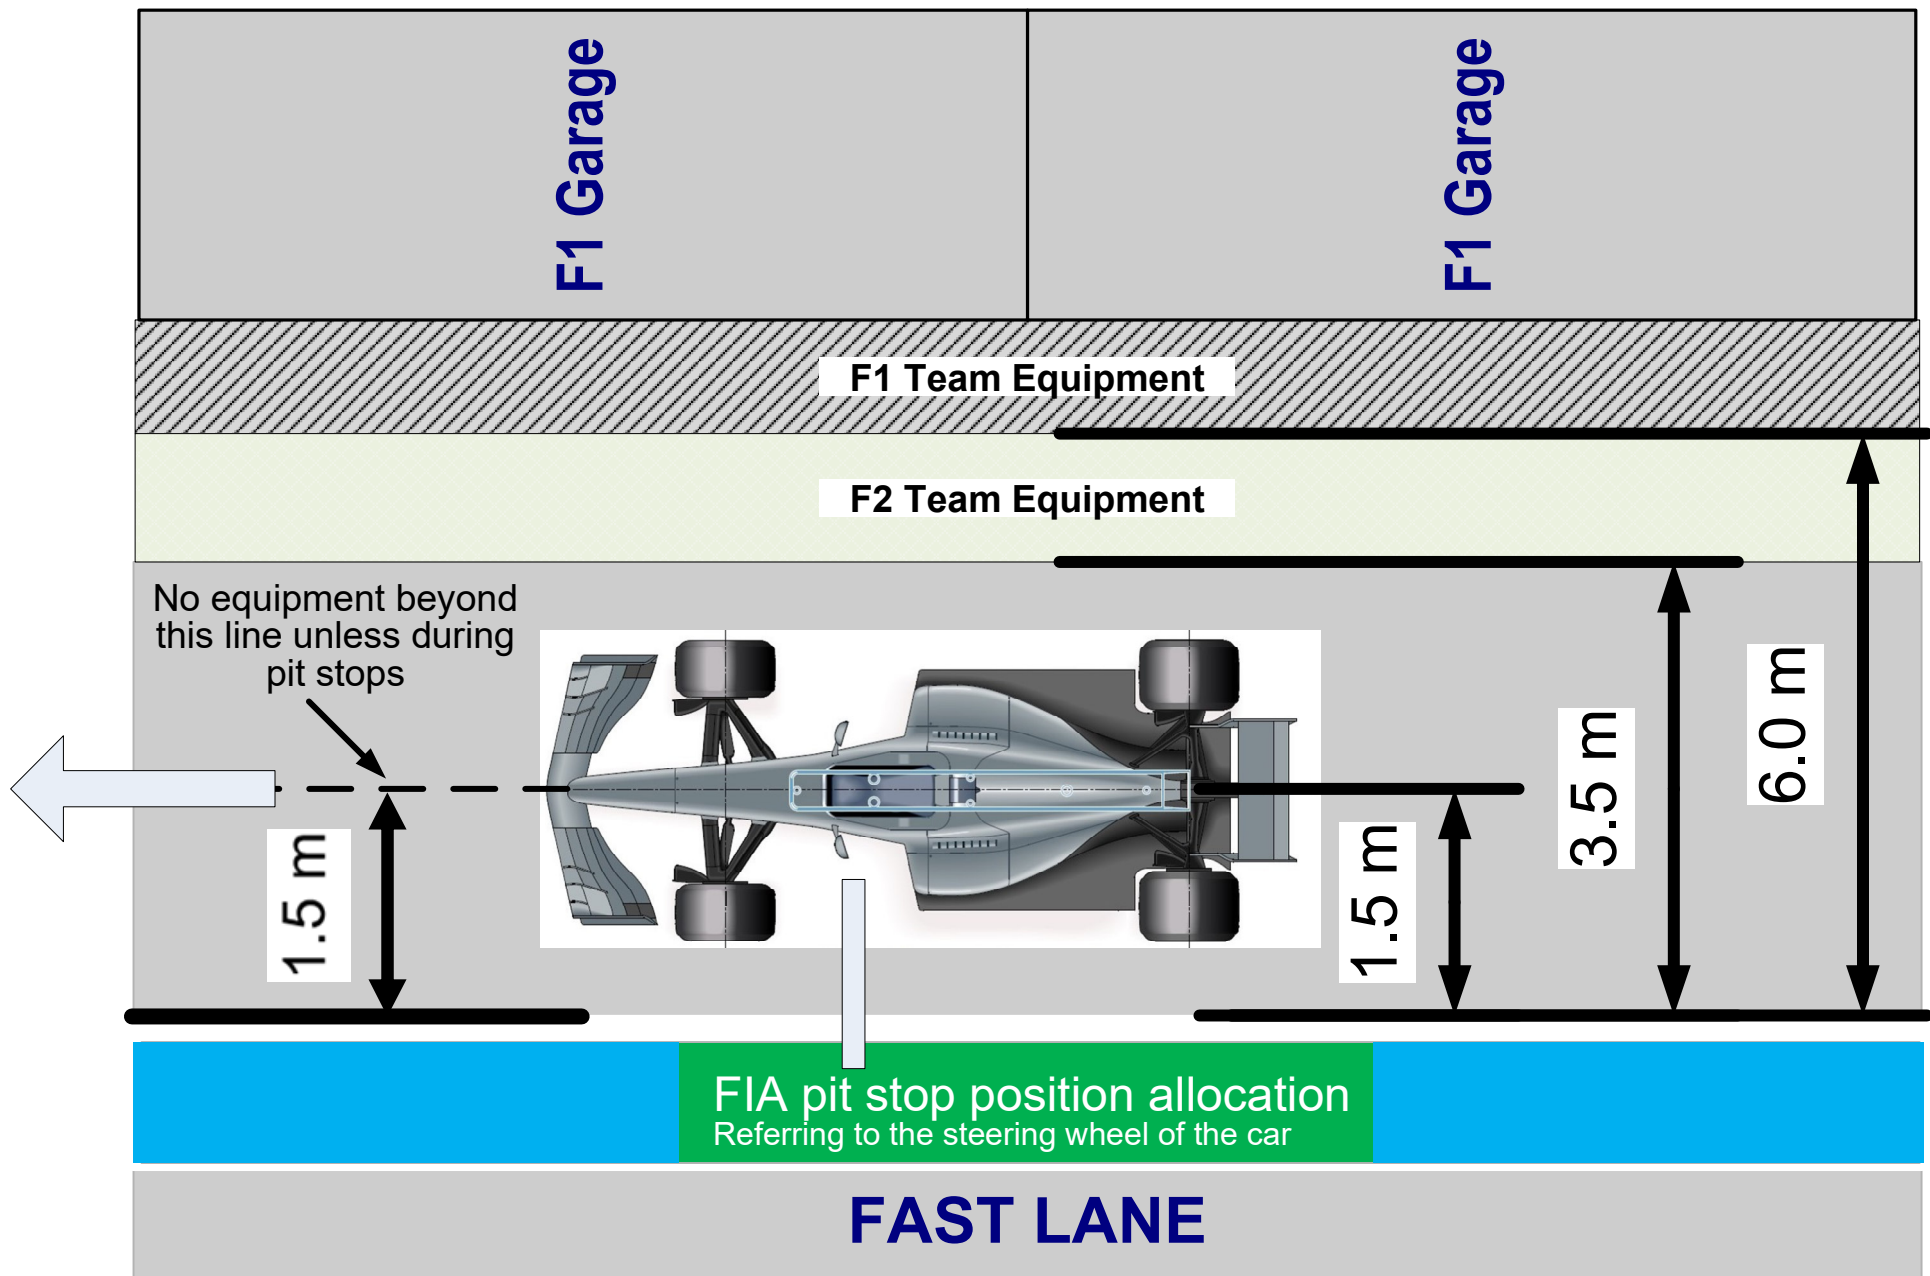 F1 Garage
F1 Garage
F1 Team Equipment
F2 Team Equipment
No equipment beyond
this line unless during
pit stops
1.5 m
1.5 m
3.5 m
6.0 m
FIA pit stop position allocation
Referring to the steering wheel of the car
FAST LANE